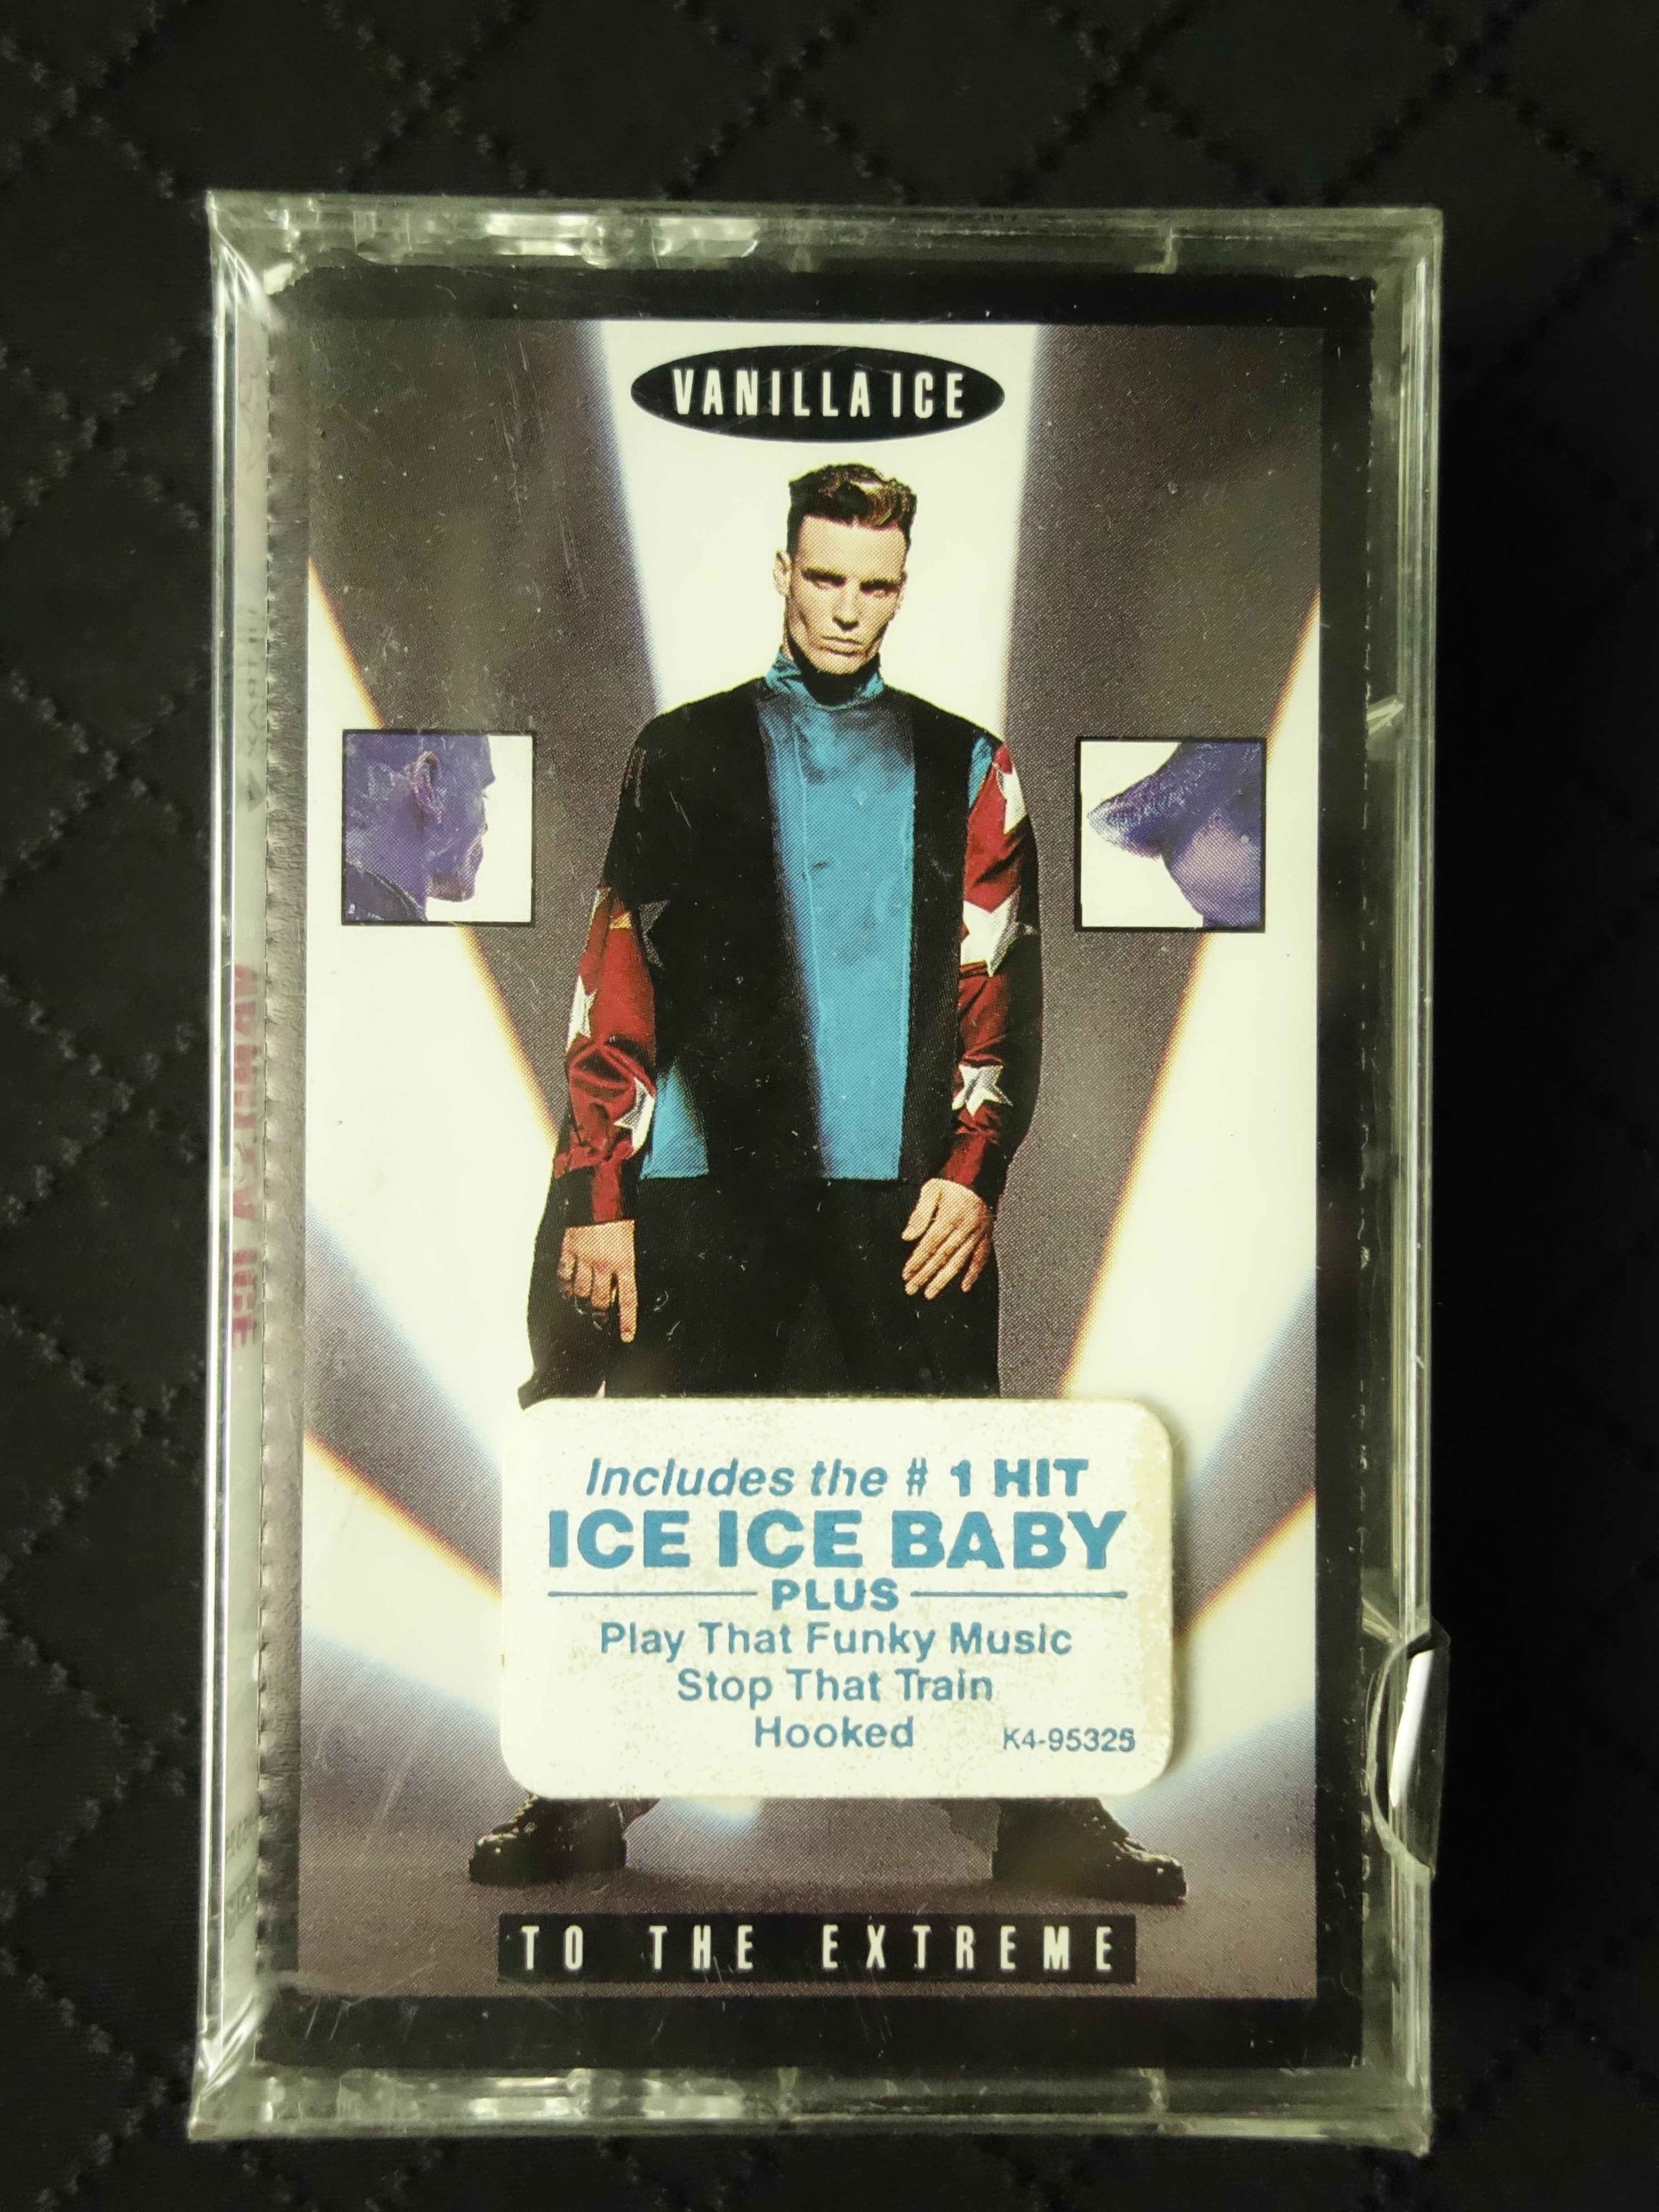 VANILLA ICE
Includes the # 1 HIT
ICE ICE BABY
PLUS
Play That Funky Music
Stop That Train
Hooked
K4-95325
TO THE EXTREME